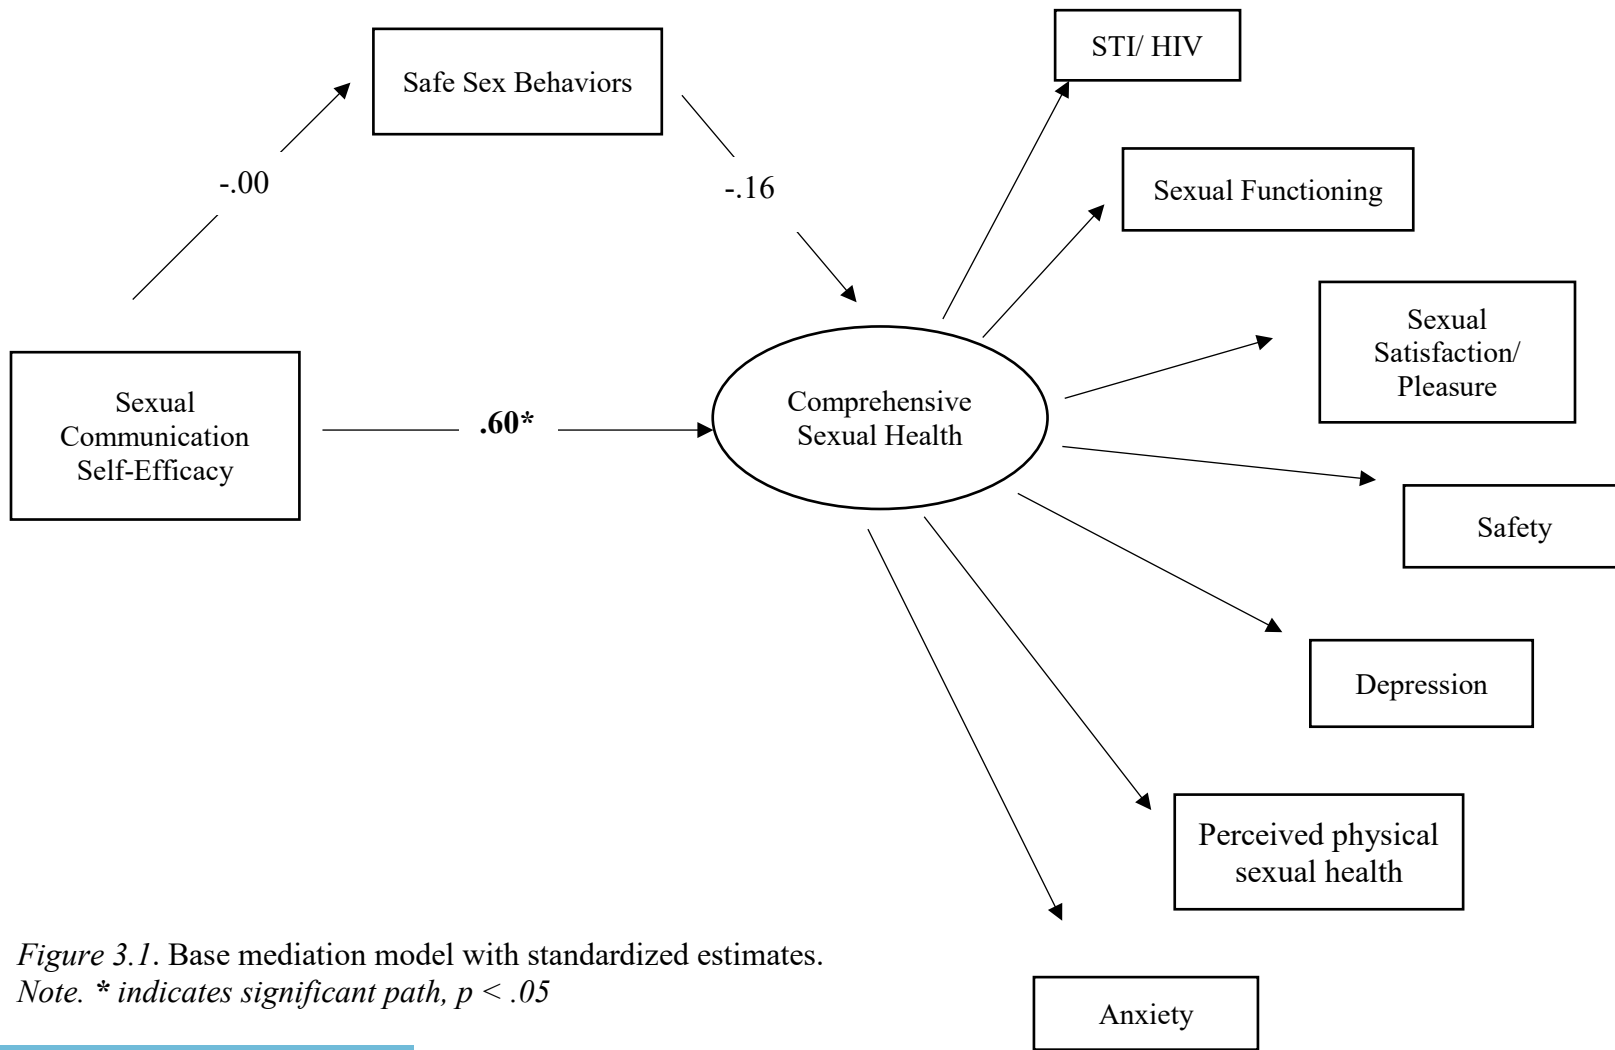 STI/ HIV
Safe Sex Behaviors
-.00
-.16
Sexual Functioning
Sexual
Satisfaction/
Pleasure
Sexual
Communication
Self-Efficacy
.60*
Comprehensive
Sexual Health
Safety
Depression
Perceived physical
sexual health
Anxiety
Figure 3.1. Base mediation model with standardized estimates.
Note. * indicates significant path, p < .05